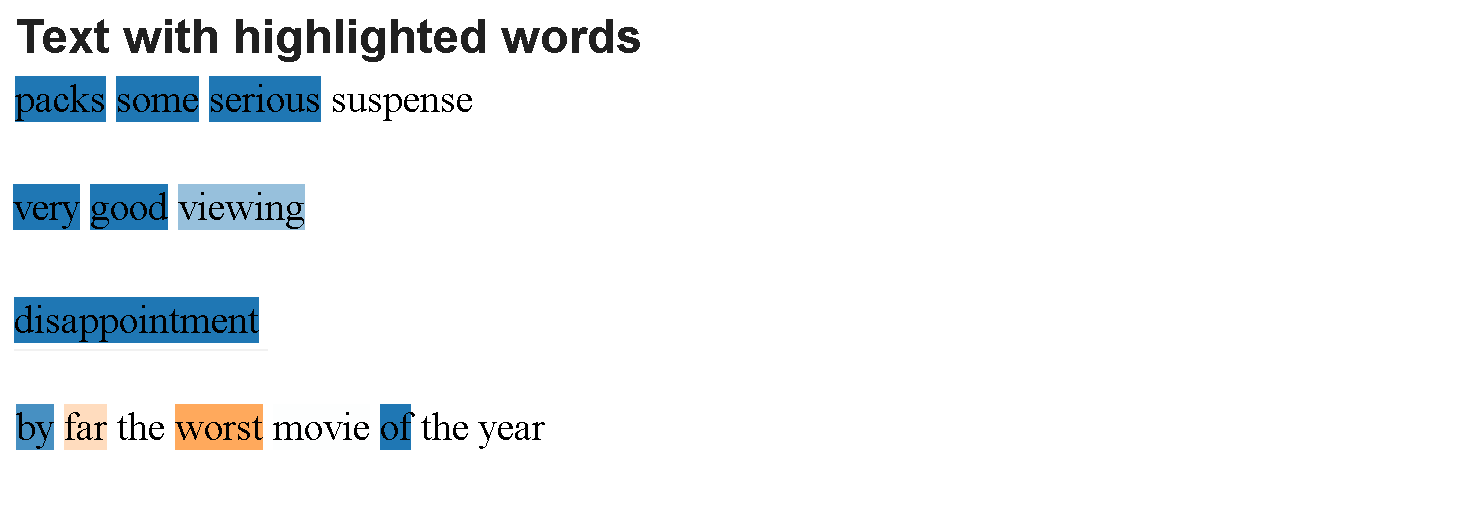 Text with highlighted words
packs some serious suspense
very good viewing
disappointment
by far the worst movie of the year